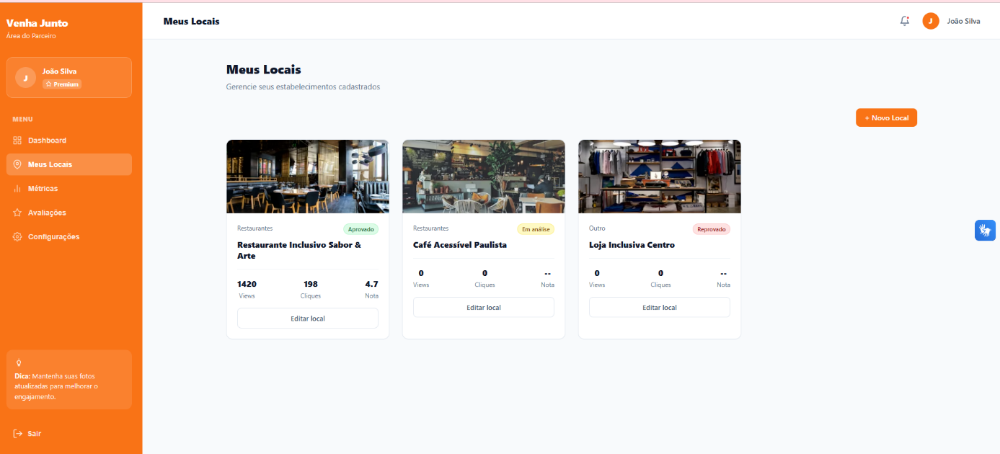 Venha Junto
Área do Parceiro
J
João Silva
Premium
MENU
Dashboard
Meus Locais
Métricas
Avaliações
Configurações
Dica: Mantenha suas fotos
atualizadas para melhorar o
engajamento.
Sair
Meus Locais
J
João Silva
Meus Locais
Gerencie seus estabelecimentos cadastrados
+ Novo Local
Restaurantes
Aprovado
Restaurante Inclusivo Sabor &
Arte
1420
198
4.7
Views
Cliques
Nota
Editar local
Restaurantes
Em análise
Café Acessível Paulista
0
0
--
Views
Cliques
Nota
Editar local
Outro
Reprovado
Loja Inclusiva Centro
0
0
--
Views
Cliques
Nota
Editar local